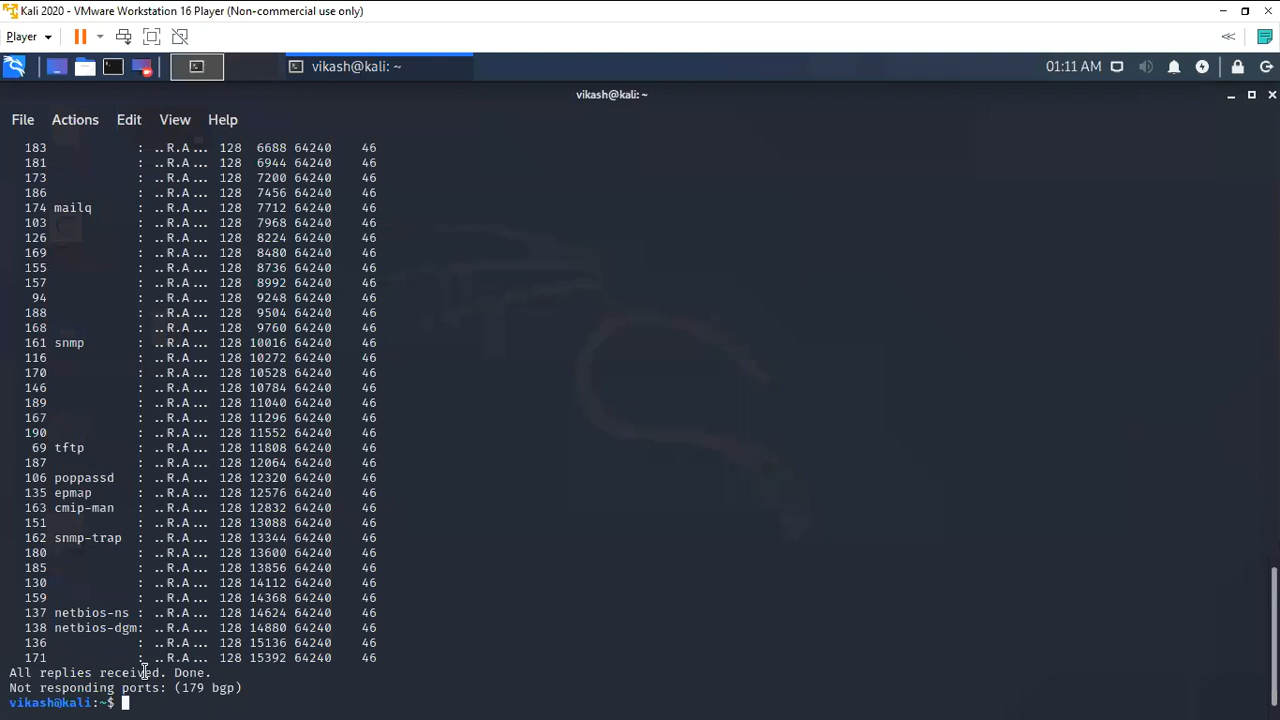 Kali 2020 - VMware Workstation 16 Player (Non-commercial use only)
Player
vikash@kali: ~
01:11 AM
vikash@kali: ~
File Actions Edit View Help
183 : ..R.A... 128 6688 64240 46
181 : ..R.A... 128 6944 64240 46
173 : ..R.A... 128 7200 64240 46
186 : ..R.A... 128 7456 64240 46
174 mailq : ..R.A... 128 7712 64240 46
103 : ..R.A... 128 7968 64240 46
126 : ..R.A... 128 8224 64240 46
169 : ..R.A... 128 8480 64240 46
155 : ..R.A... 128 8736 64240 46
157 : ..R.A... 128 8992 64240 46
94 : ..R.A... 128 9248 64240 46
188 : ..R.A... 128 9504 64240 46
168 : ..R.A... 128 9760 64240 46
161 snmp : ..R.A... 128 10016 64240 46
116 : ..R.A... 128 10272 64240 46
170 : ..R.A... 128 10528 64240 46
146 : ..R.A... 128 10784 64240 46
189 : ..R.A... 128 11040 64240 46
167 : ..R.A... 128 11296 64240 46
190 : ..R.A... 128 11552 64240 46
69 tftp : ..R.A... 128 11808 64240 46
187 : ..R.A... 128 12064 64240 46
106 poppassd : ..R.A... 128 12320 64240 46
135 epmap : ..R.A... 128 12576 64240 46
163 cmip-man : ..R.A... 128 12832 64240 46
151 : ..R.A... 128 13088 64240 46
162 snmp-trap : ..R.A... 128 13344 64240 46
180 : ..R.A... 128 13600 64240 46
185 : ..R.A... 128 13856 64240 46
130 : ..R.A... 128 14112 64240 46
159 : ..R.A... 128 14368 64240 46
137 netbios-ns : ..R.A... 128 14624 64240 46
138 netbios-dgm: ..R.A... 128 14880 64240 46
136 : ..R.A... 128 15136 64240 46
171 : ..R.A... 128 15392 64240 46
All replies received. Done.
Not responding ports: (179 bgp)
vikash@kali:~$